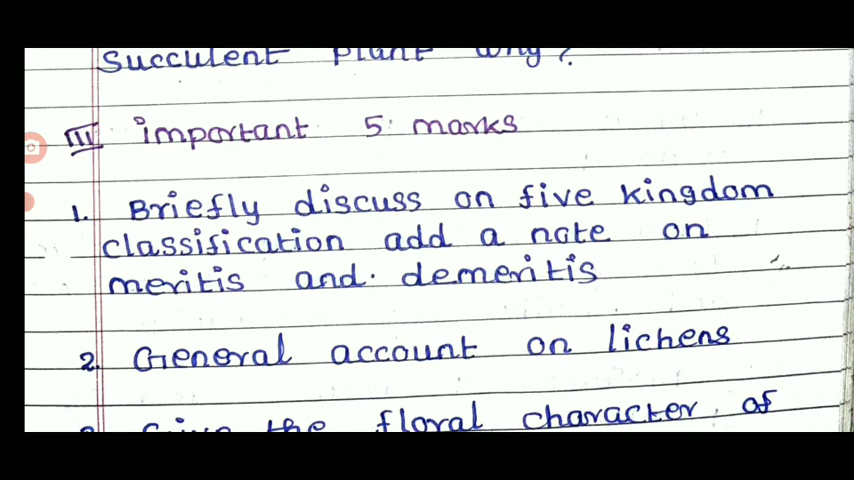 Succulent plant why?
III important 5 marks
1. Briefly discuss on five kingdom
classification add a note on
meritis and. demeritis
2. General account on lichens
the floral character of